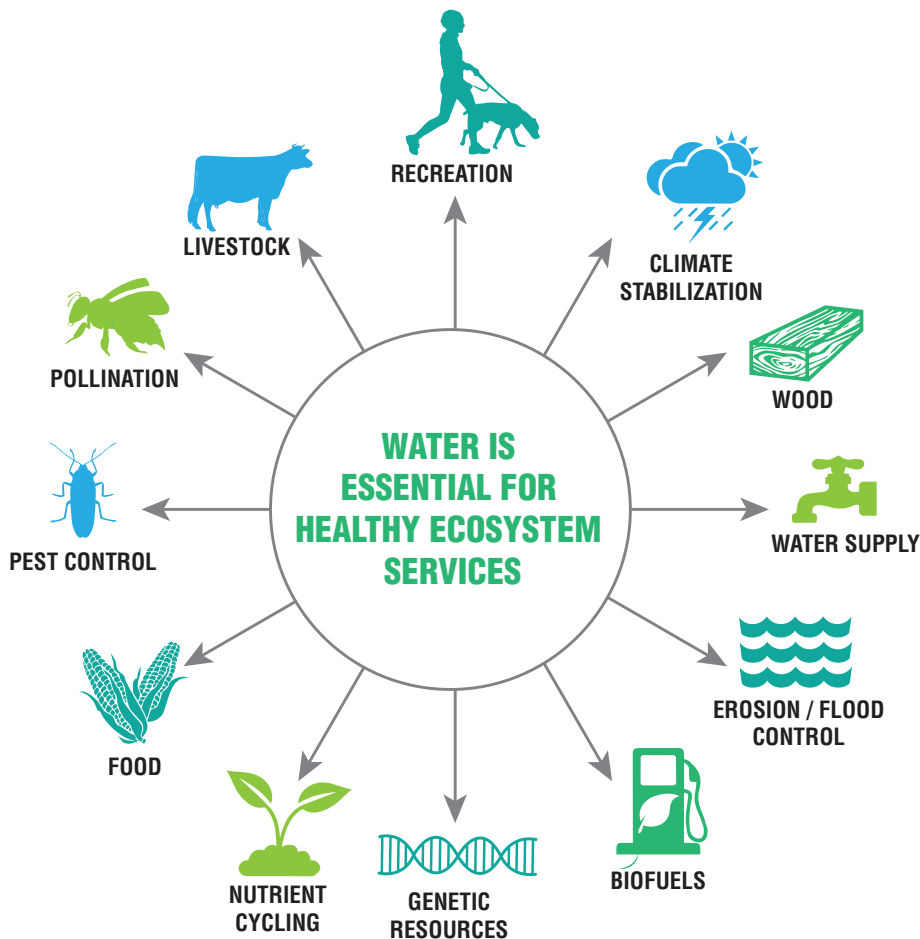 RECREATION
CLIMATE
STABILIZATION
WOOD
WATER SUPPLY
EROSION / FLOOD
CONTROL
BIOFUELS
GENETIC
RESOURCES
NUTRIENT
CYCLING
FOOD
PEST CONTROL
POLLINATION
LIVESTOCK
WATER IS
ESSENTIAL FOR
HEALTHY ECOSYSTEM
SERVICES